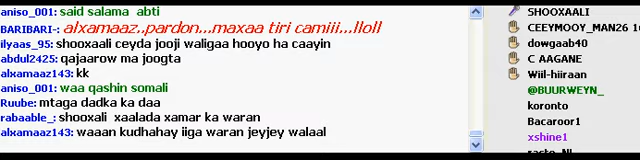 aniso_001: said salama abti
BARIBARI-: alxamaaz..pardon...maxaa tiri camiii...lloll
ilyaas_95: shooxaali ceyda jooji waligaa hooyo ha caayin
abdul2425: qajaarow ma joogta
alxamaaz143: kk
aniso_001: waa qashin somali
Ruube: mtaga dadka ka daa
rabaable_: shooxali xaalada xamar ka waran
alxamaaz143: waaan kudhahay iiga waran jeyjey walaal
SHOOXAALI
CEEYMOOY_MAN26
dowgaab40
C AAGANE
Wiil-hiiraan
@BUURWEYN_
koronto
Bacaroor1
xshine1